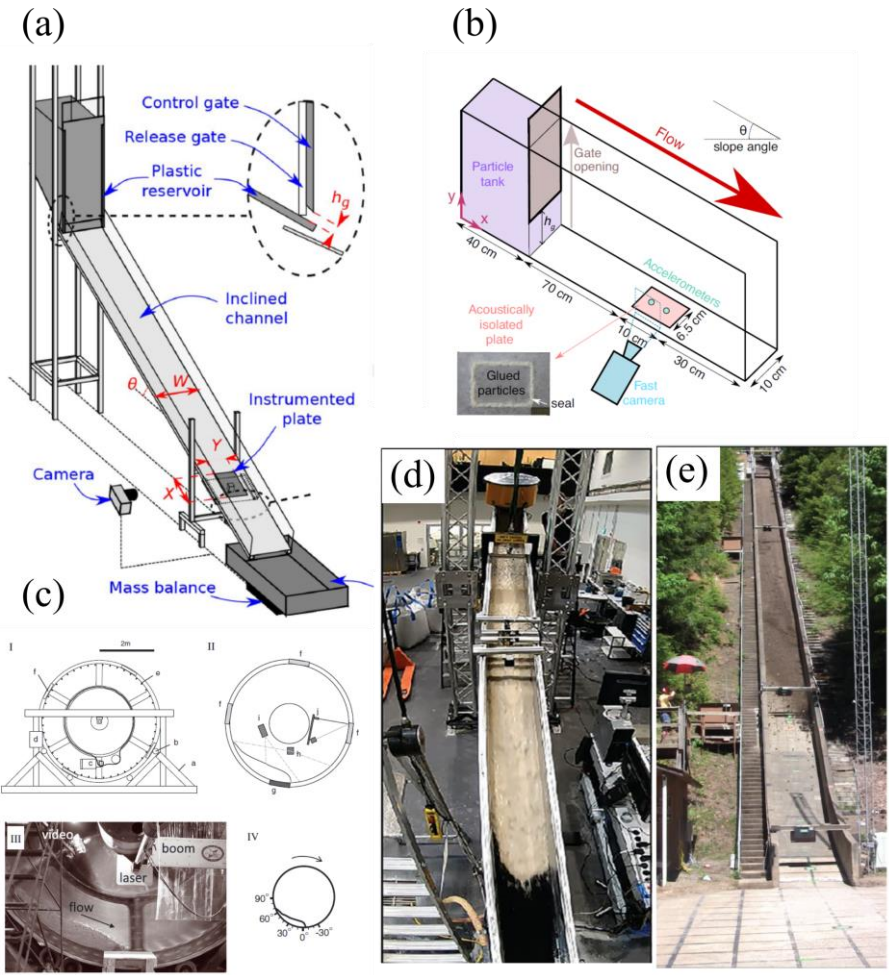 (a)
Control gate
Release gate
Plastic
reservoir
h_g
Inclined
channel
θ
W
Instrumented
plate
Y
X
Camera
Mass balance
(b)
Flow
θ
slope angle
Gate
opening
Particle
tank
y
x
h_g
40 cm
70 cm
Accelerometers
6.5 cm
10 cm
30 cm
10 cm
Acoustically
isolated
plate
Glued
particles
seal
Fast
camera
(c)
I
2m
f
e
d
c
b
a
II
f
f
f
i
j
h
g
III
video
boom
laser
flow
IV
90°
60°
30°
0°
-30°
(d)
(e)